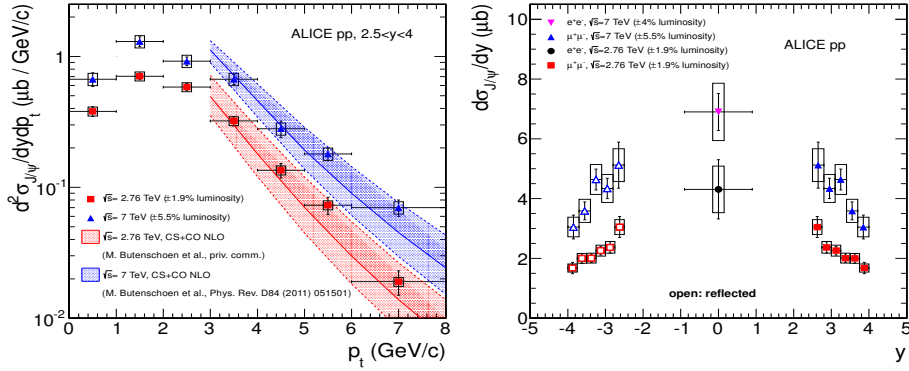 ALICE pp, 2.5<y<4
d²σ_J/ψ/dydp_t (μb / GeV/c)
1
10⁻¹
10⁻²
√s= 2.76 TeV (±1.9% luminosity)
√s= 7 TeV (±5.5% luminosity)
√s= 2.76 TeV, CS+CO NLO
(M. Butenschoen et al., priv. comm.)
√s= 7 TeV, CS+CO NLO
(M. Butenschoen et al., Phys. Rev. D84 (2011) 051501)
0 1 2 3 4 5 6 7 8
p_t (GeV/c)
dσ_J/ψ/dy (μb)
10
8
6
4
2
0
e⁺e⁻, √s=7 TeV (±4% luminosity)
μ⁺μ⁻, √s=7 TeV (±5.5% luminosity)
e⁺e⁻, √s=2.76 TeV (±1.9% luminosity)
μ⁺μ⁻, √s=2.76 TeV (±1.9% luminosity)
ALICE pp
open: reflected
-5 -4 -3 -2 -1 0 1 2 3 4 5
y